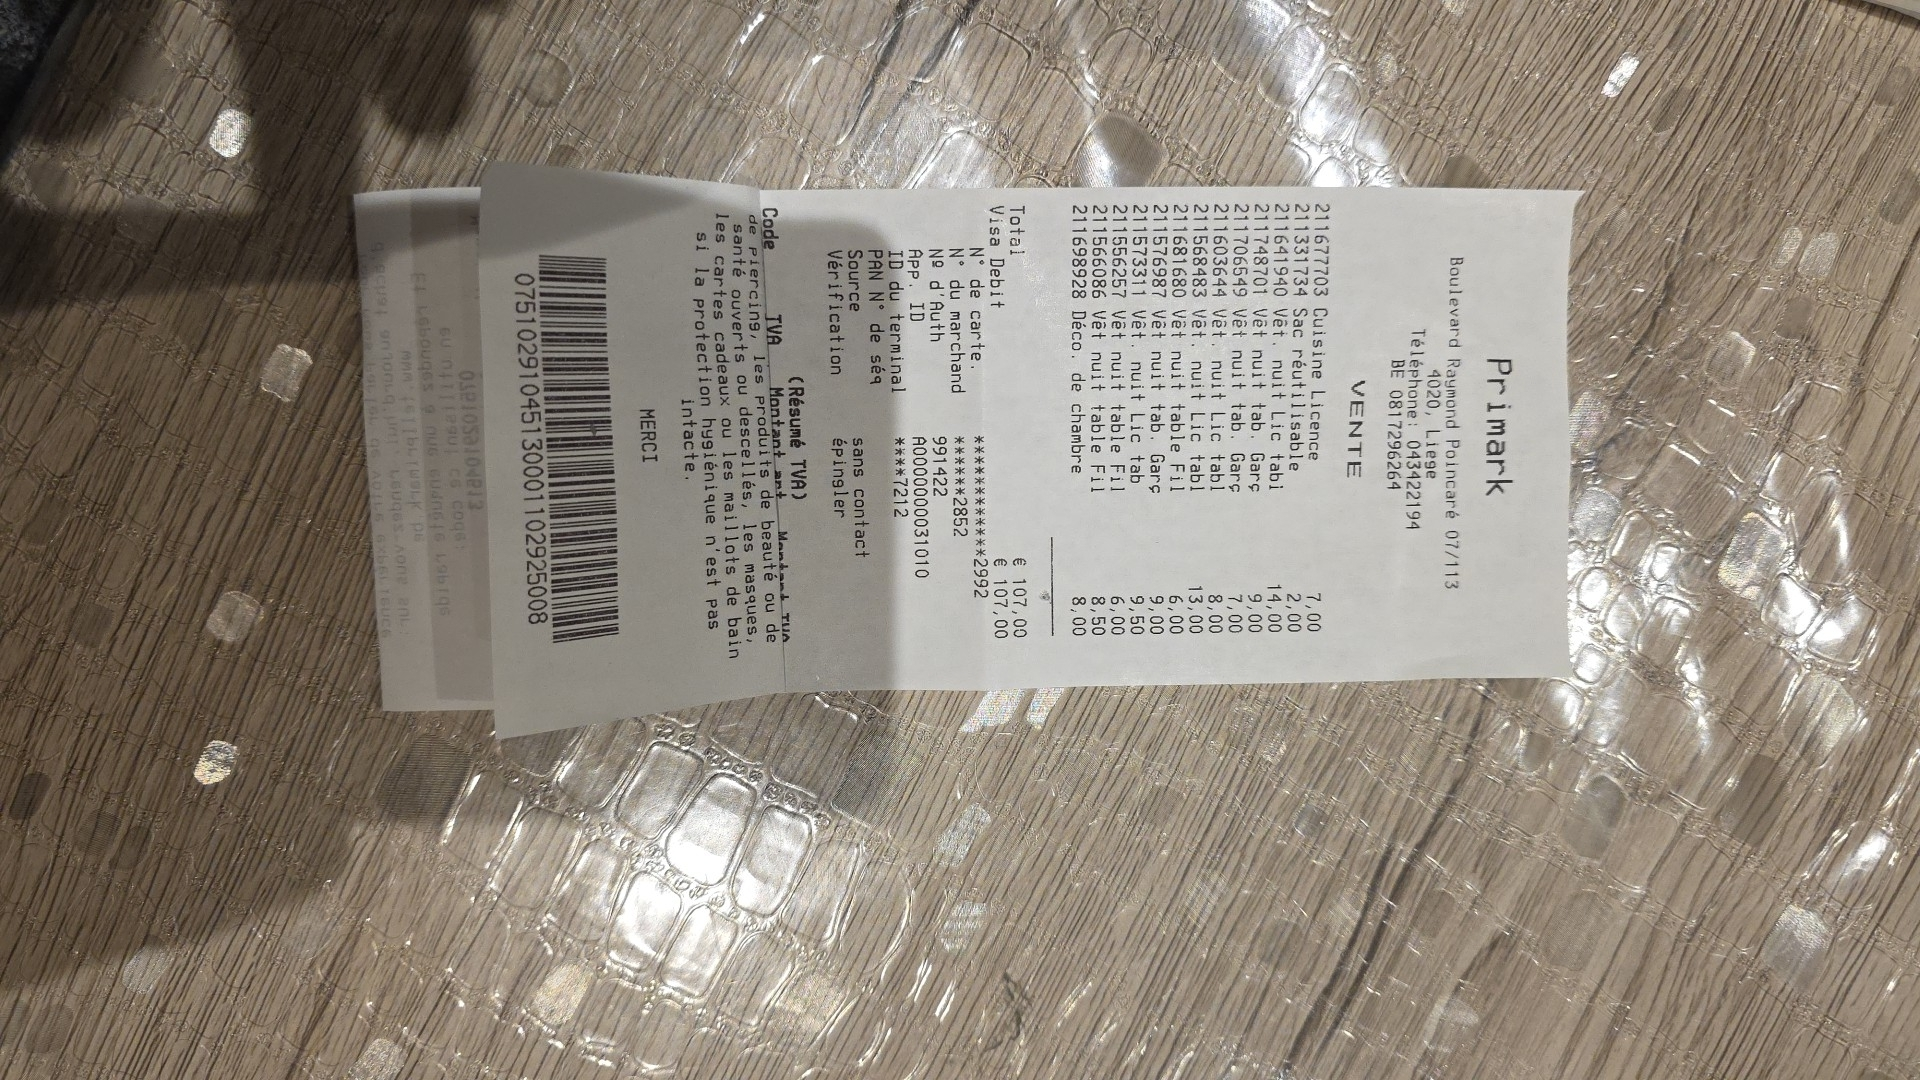 Primark
Boulevard Raymond Poincaré 07/113
4020, Liege
Téléphone: 043422194
BE 0817296264
VENTE
211677703 Cuisine Licence 7,00
211331734 Sac réutilisable 2,00
211641940 Vêt. nuit Lic tabi 14,00
211748701 Vêt nuit tab. Garç 9,00
211706549 Vêt nuit tab. Garç 7,00
211603644 Vêt. nuit Lic tabl 8,00
211568483 Vêt. nuit Lic tabl 13,00
211681680 Vêt nuit table Fil 6,00
211576987 Vêt nuit tab. Garç 9,00
211573311 Vêt. nuit Lic tab 9,50
211556257 Vêt nuit table Fil 6,00
211566086 Vêt nuit table Fil 8,50
211698928 Déco. de chambre 8,00
Total € 107,00
Visa Debit € 107,00
N° de carte. ************2992
N° du marchand ******2852
Nº d'Auth 991422
App. ID A0000000031010
ID du terminal ****7212
PAN N° de séq
Source sans contact
Vérification épingler
(Résumé TVA)
Code TVA Montant Montant TVA
de piercing, les produits de beauté ou de
santé ouverts ou descellés, les masques,
les cartes cadeaux ou les maillots de bain
si la protection hygiénique n'est pas
intacte.
MERCI
07510291045130001102925008